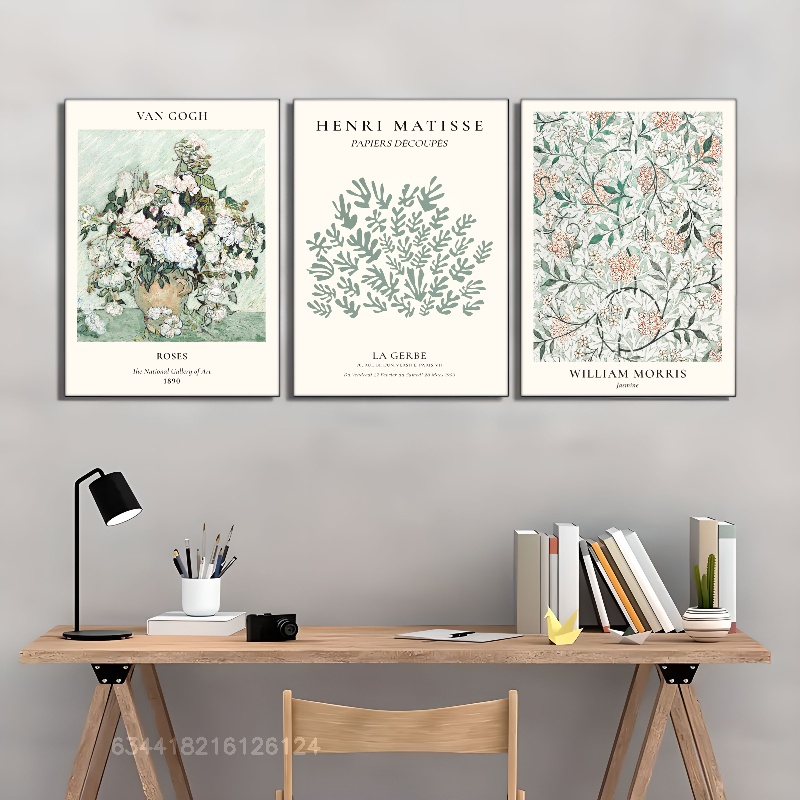 VAN GOGH
ROSES
The National Gallery of Art
1890
HENRI MATISSE
PAPIERS DÉCOUPÉS
LA GERBE
WILLIAM MORRIS
Jasmine
634418216126124